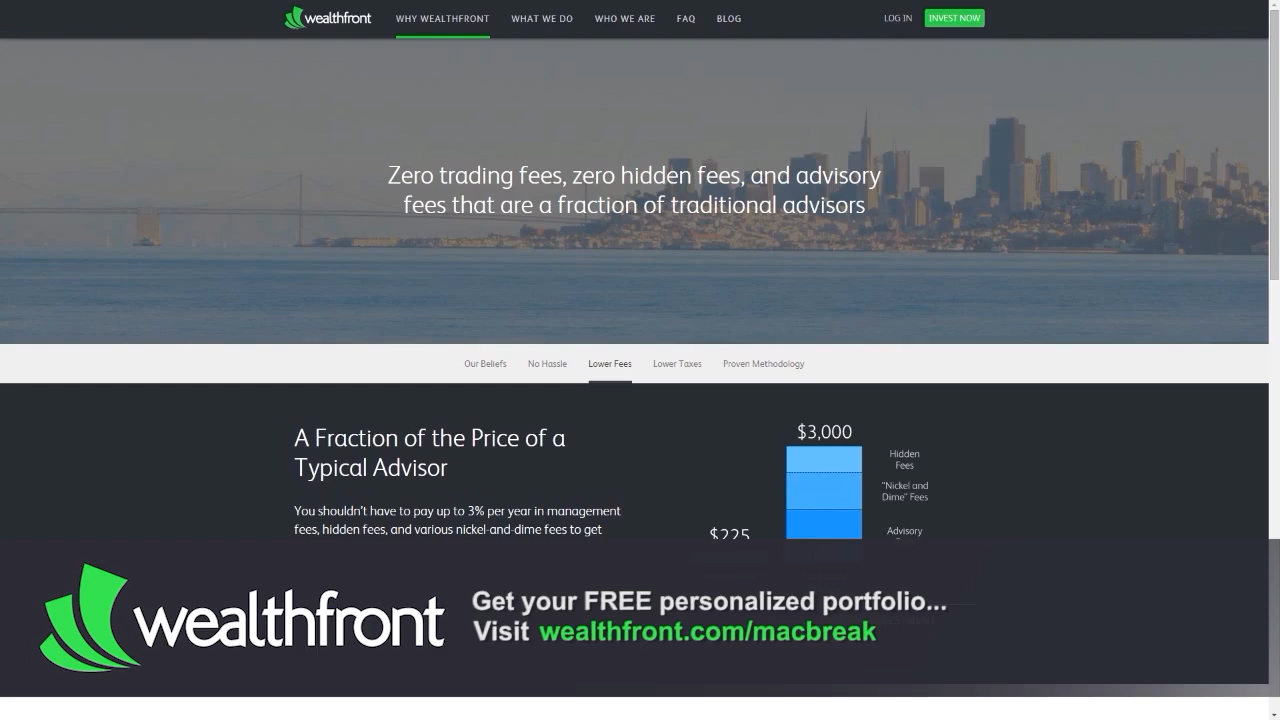 wealthfront
WHY WEALTHFRONT
WHAT WE DO
WHO WE ARE
FAQ
BLOG
LOG IN
INVEST NOW
Zero trading fees, zero hidden fees, and advisory
fees that are a fraction of traditional advisors
Our Beliefs
No Hassle
Lower Fees
Lower Taxes
Proven Methodology
A Fraction of the Price of a
Typical Advisor
You shouldn't have to pay up to 3% per year in management
fees, hidden fees, and various nickel-and-dime fees to get
$3,000
Hidden
Fees
"Nickel and
Dime" Fees
Advisory
$225
wealthfront
Get your FREE personalized portfolio...
Visit wealthfront.com/macbreak